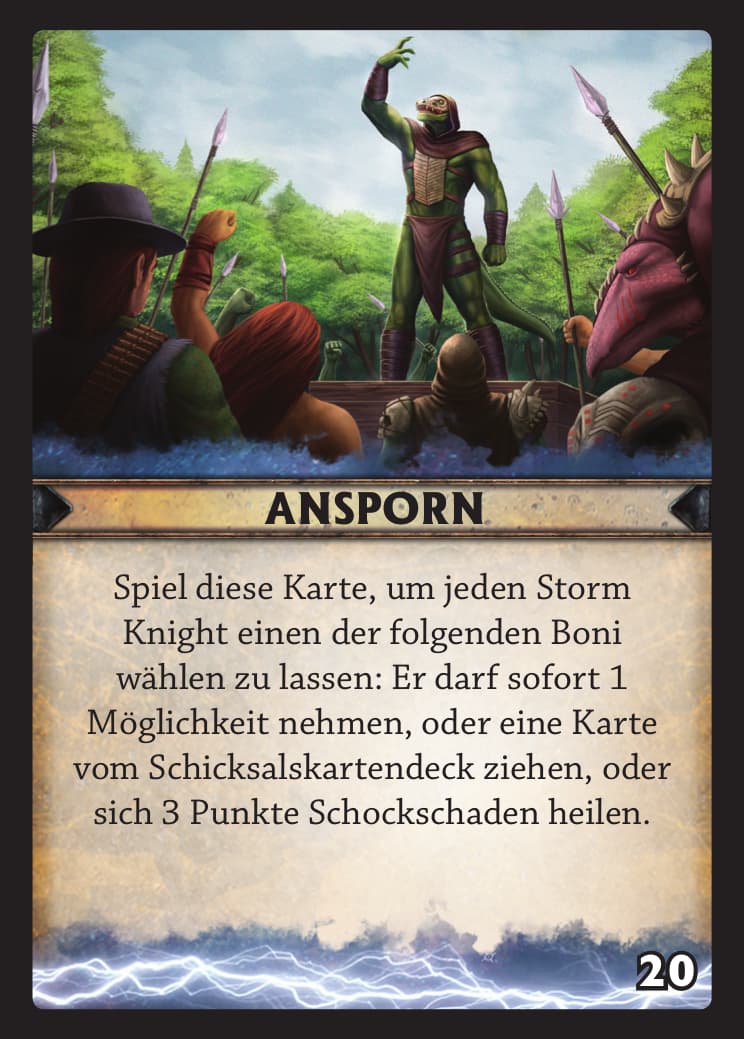 ANSPORN
Spiel diese Karte, um jeden Storm
Knight einen der folgenden Boni
wählen zu lassen: Er darf sofort 1
Möglichkeit nehmen, oder eine Karte
vom Schicksalskartendeck ziehen, oder
sich 3 Punkte Schockschaden heilen.
20